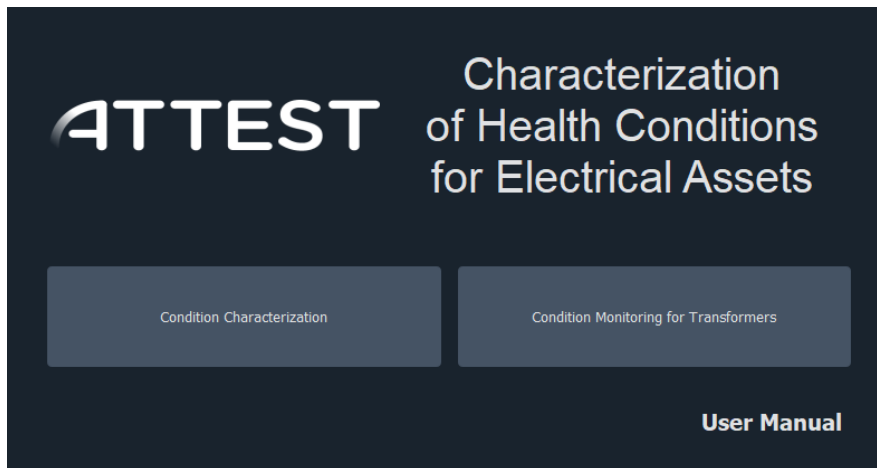 ATTEST
Characterization
of Health Conditions
for Electrical Assets
Condition Characterization
Condition Monitoring for Transformers
User Manual